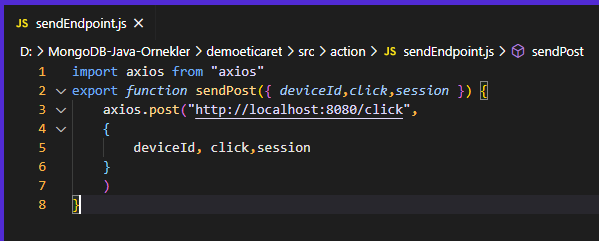 JS sendEndpoint.js ×
D: > MongoDB-Java-Ornekler > demoeticaret > src > action > JS sendEndpoint.js > sendPost
1 import axios from "axios"
2 export function sendPost({ deviceId,click,session }) {
3 axios.post("http://localhost:8080/click",
4 {
5 deviceId, click,session
6 }
7 )
8 }